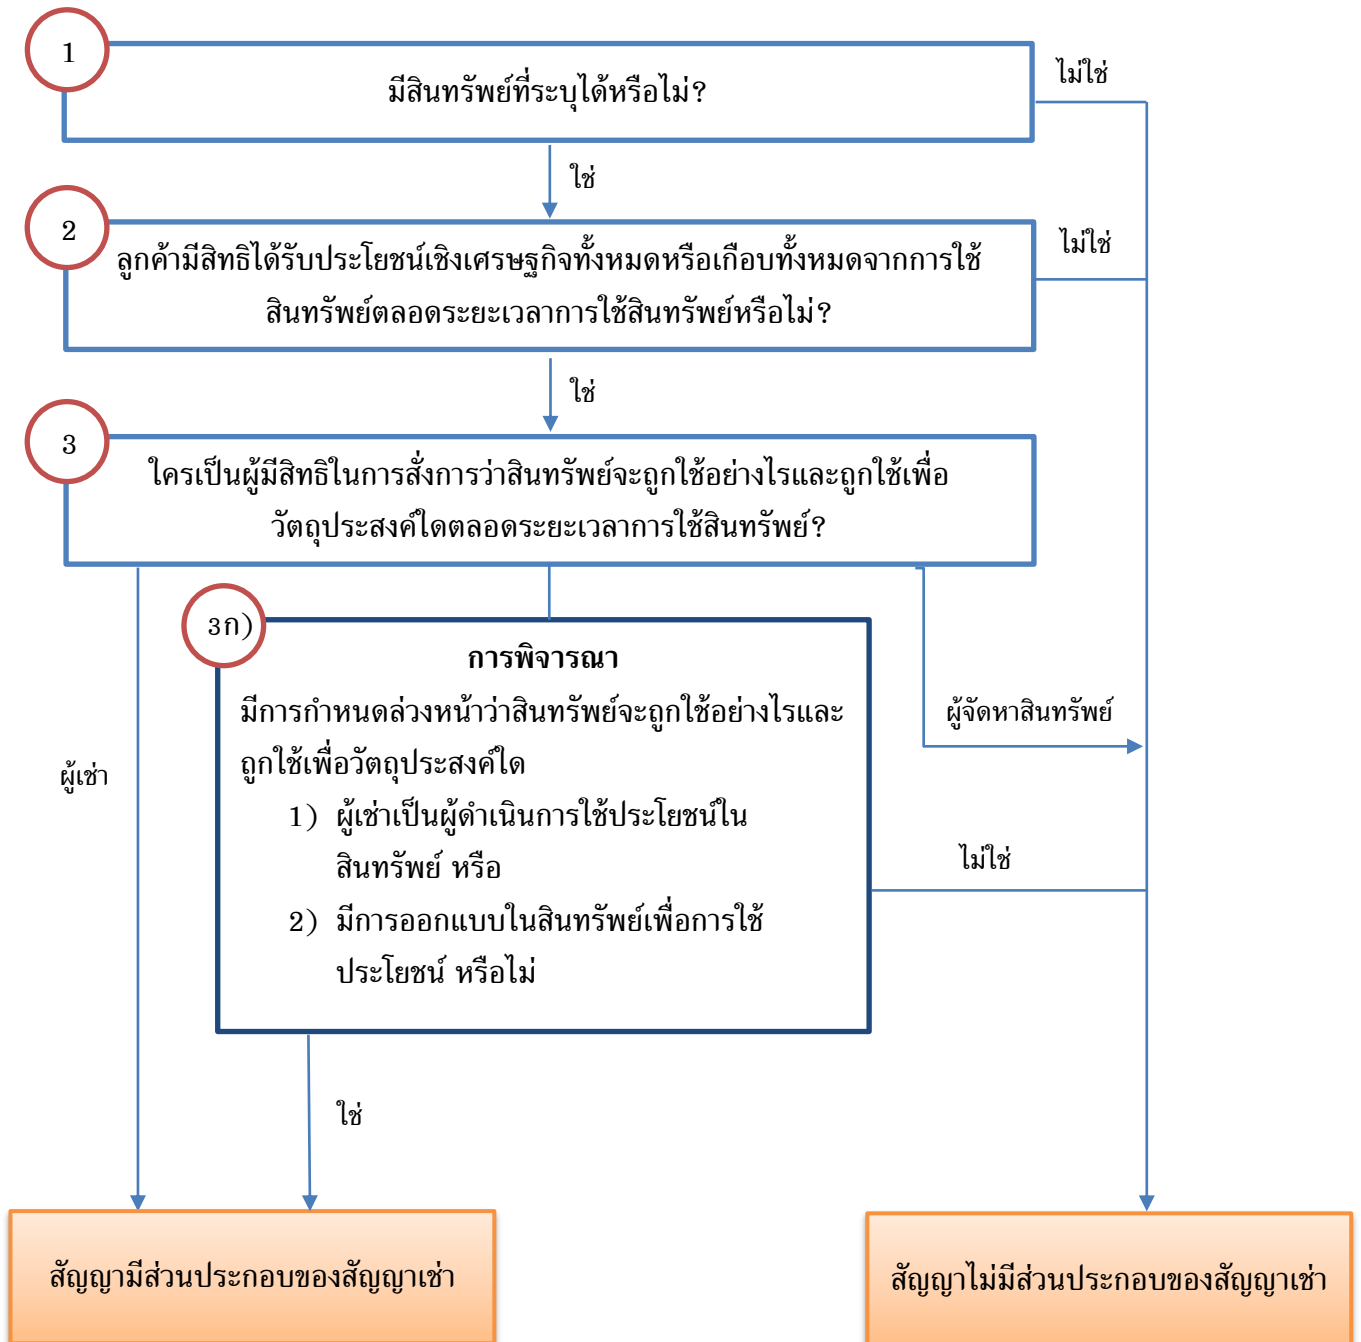 1
มีสินทรัพย์ที่ระบุได้หรือไม่?
ไม่ใช่
ใช่
2
ลูกค้ามีสิทธิได้รับประโยชน์เชิงเศรษฐกิจทั้งหมดหรือเกือบทั้งหมดจากการใช้
สินทรัพย์ตลอดระยะเวลาการใช้สินทรัพย์หรือไม่?
ไม่ใช่
ใช่
3
ใครเป็นผู้มีสิทธิในการสั่งการว่าสินทรัพย์จะถูกใช้อย่างไรและถูกใช้เพื่อ
วัตถุประสงค์ใดตลอดระยะเวลาการใช้สินทรัพย์?
3ก)
การพิจารณา
มีการกำหนดล่วงหน้าว่าสินทรัพย์จะถูกใช้อย่างไรและ
ถูกใช้เพื่อวัตถุประสงค์ใด
1) ผู้เช่าเป็นผู้ดำเนินการใช้ประโยชน์ใน
สินทรัพย์ หรือ
2) มีการออกแบบในสินทรัพย์เพื่อการใช้
ประโยชน์ หรือไม่
ผู้เช่า
ผู้จัดหาสินทรัพย์
ไม่ใช่
ใช่
สัญญามีส่วนประกอบของสัญญาเช่า
สัญญาไม่มีส่วนประกอบของสัญญาเช่า